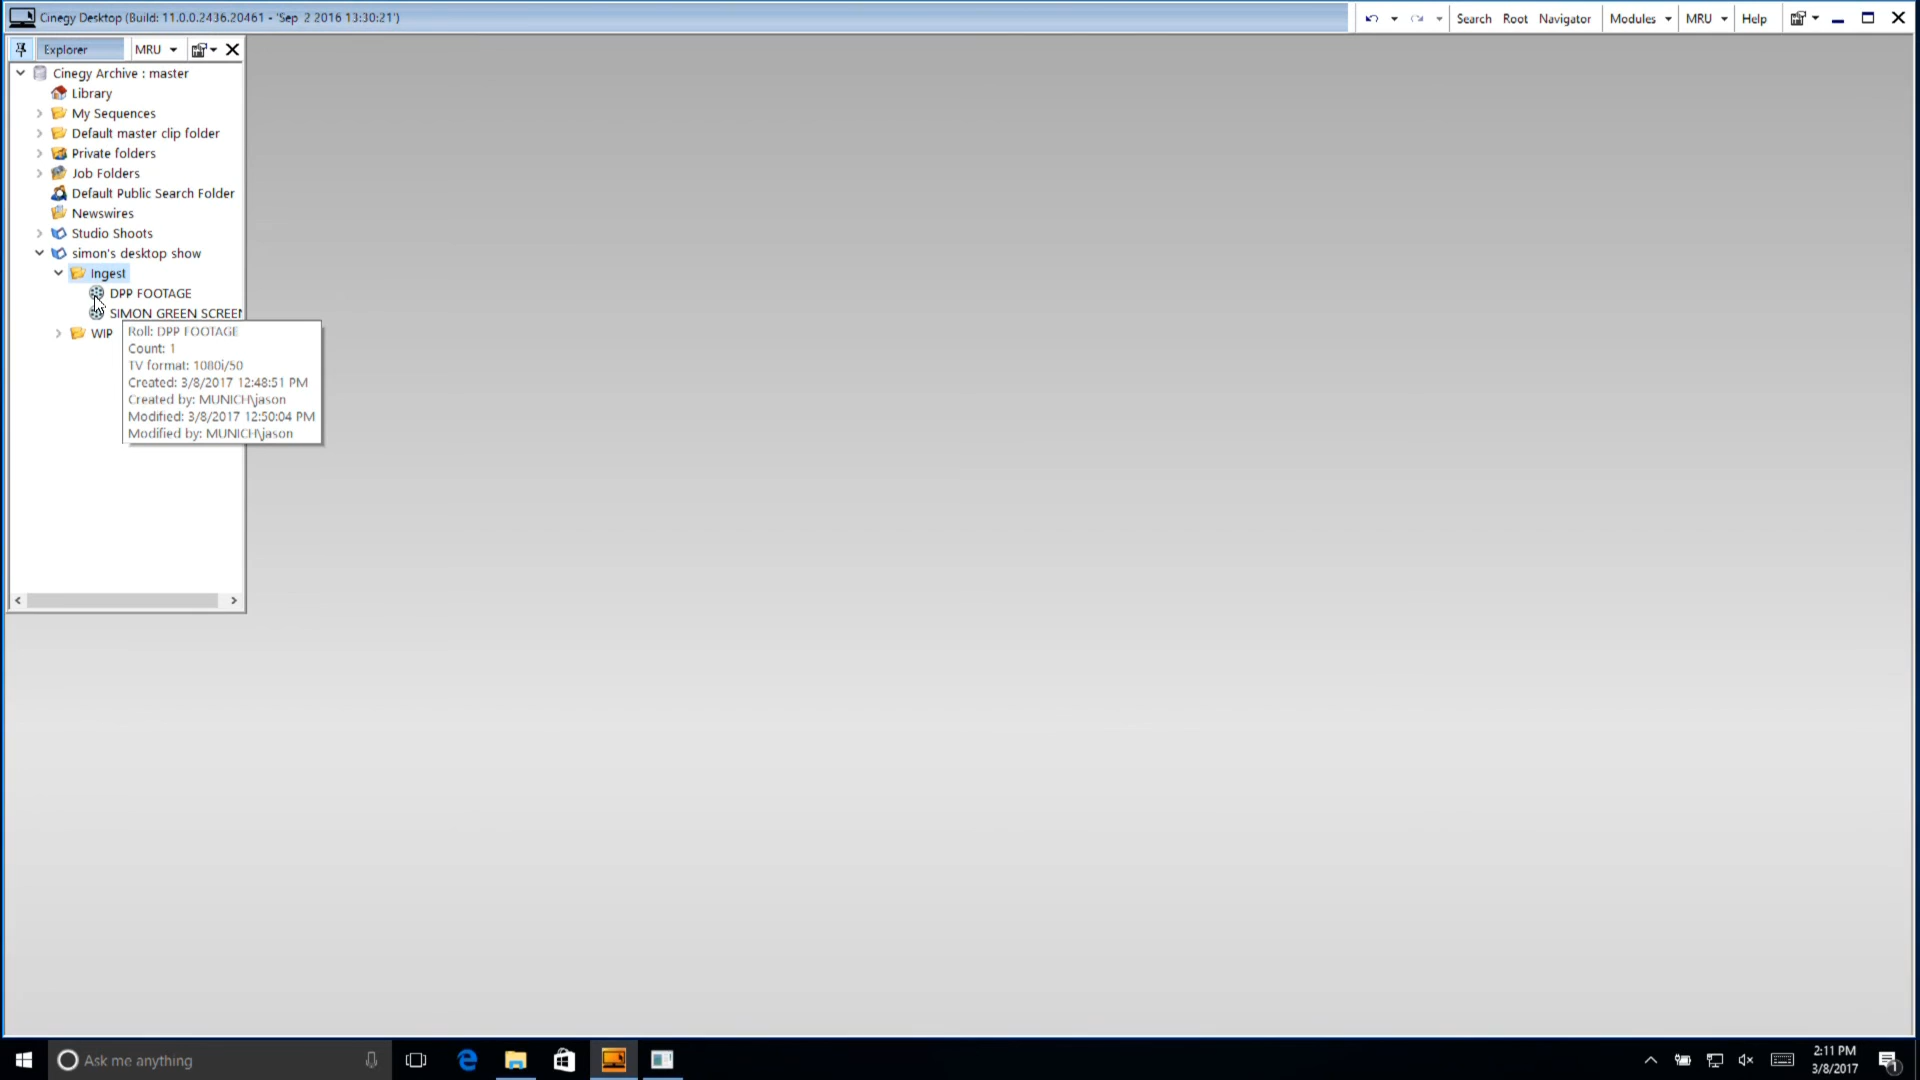 Cinegy Desktop (Build: 11.0.0.2436.20461 - 'Sep 2 2016 13:30:21')
Search Root Navigator Modules MRU Help
Explorer MRU
Cinegy Archive : master
Library
My Sequences
Default master clip folder
Private folders
Job Folders
Default Public Search Folder
Newswires
Studio Shoots
simon's desktop show
Ingest
DPP FOOTAGE
SIMON GREEN SCREEN
WIP
Roll: DPP FOOTAGE
Count: 1
TV format: 1080i/50
Created: 3/8/2017 12:48:51 PM
Created by: MUNICH\jason
Modified: 3/8/2017 12:50:04 PM
Modified by: MUNICH\jason
Ask me anything
2:11 PM
3/8/2017
1